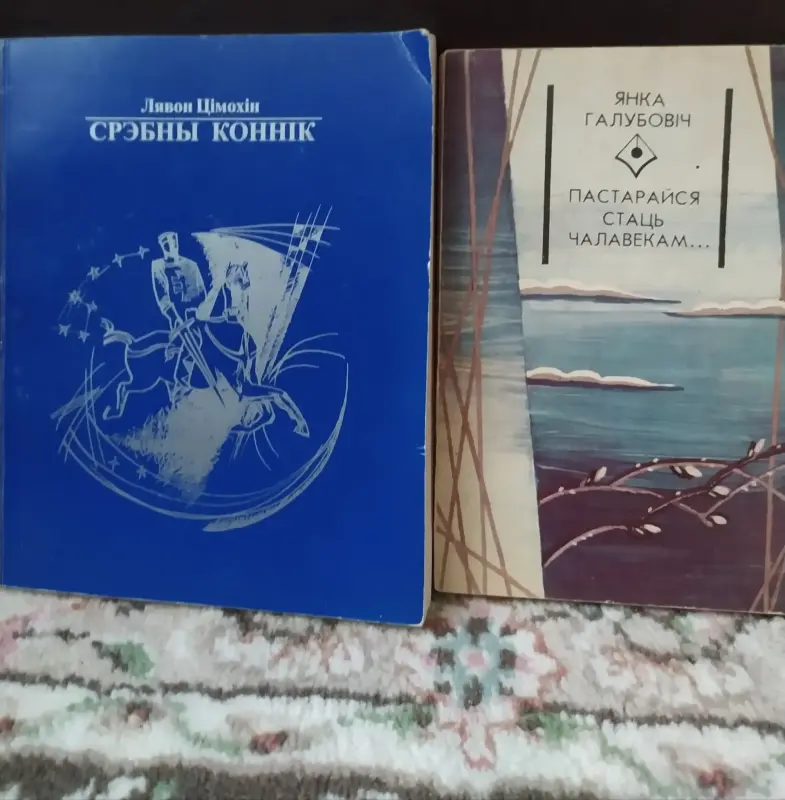 Лявон Цімохін
СРЭБНЫ КОННІК
ЯНКА
ГАЛУБОВІЧ
ПАСТАРАЙСЯ
СТАЦЬ
ЧАЛАВЕКАМ...